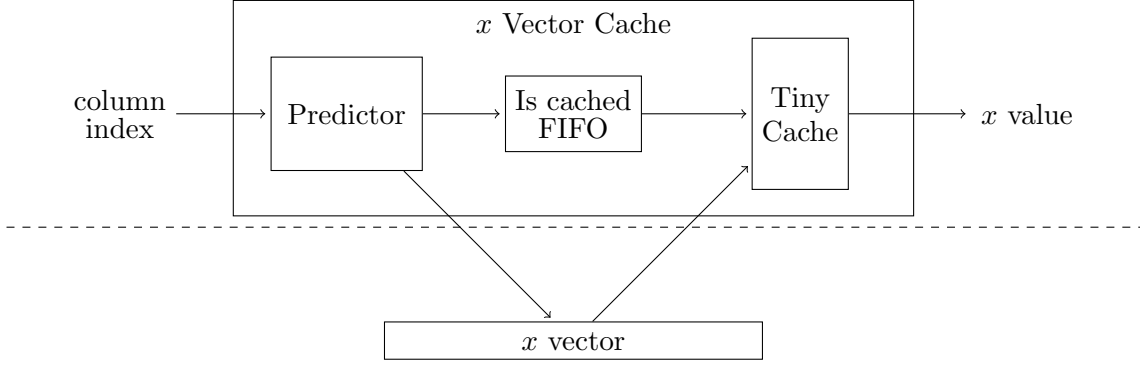 x Vector Cache
column
index
Predictor
Is cached
FIFO
Tiny
Cache
x value
x vector